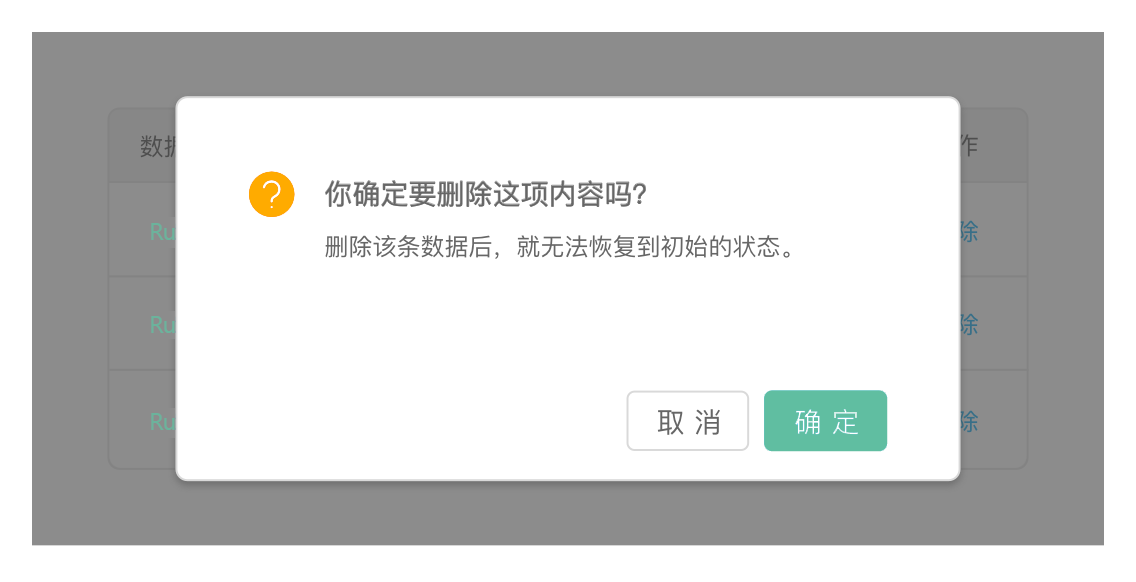 数据 作
你确定要删除这项内容吗?
Ru 除
删除该条数据后，就无法恢复到初始的状态。
Ru 除
Ru 除
取 消 确 定